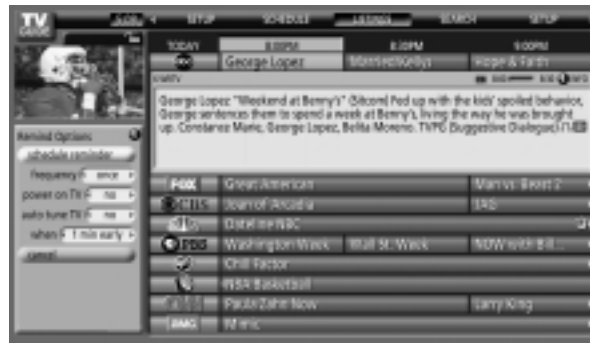 TV
GUIDE
SETUP SCHEDULE LISTINGS SEARCH SETUP
TODAY 8:00PM 8:30PM 9:00PM
abc George Lopez Married/Kellys Hope & Faith
George Lopez "Weekend at Benny's" (Sitcom) Fed up with the kids' spoiled behavior,
George sentences them to spend a week at Benny's, living the way he was brought
up. Constance Marie, George Lopez, Belita Moreno. TVPG (Suggestive Dialogue)
Remind Options
schedule reminder
frequency once
power on TV no
auto tune TV no
when 1 min early
cancel
FOX Great American Man vs. Beast 2
CBS Joan of Arcadia JAG
Dateline NBC
PBS Washington Week Wall St. Week NOW with Bill...
Chill Factor
NBA Basketball
Paula Zahn Now Larry King
AMC Mimic